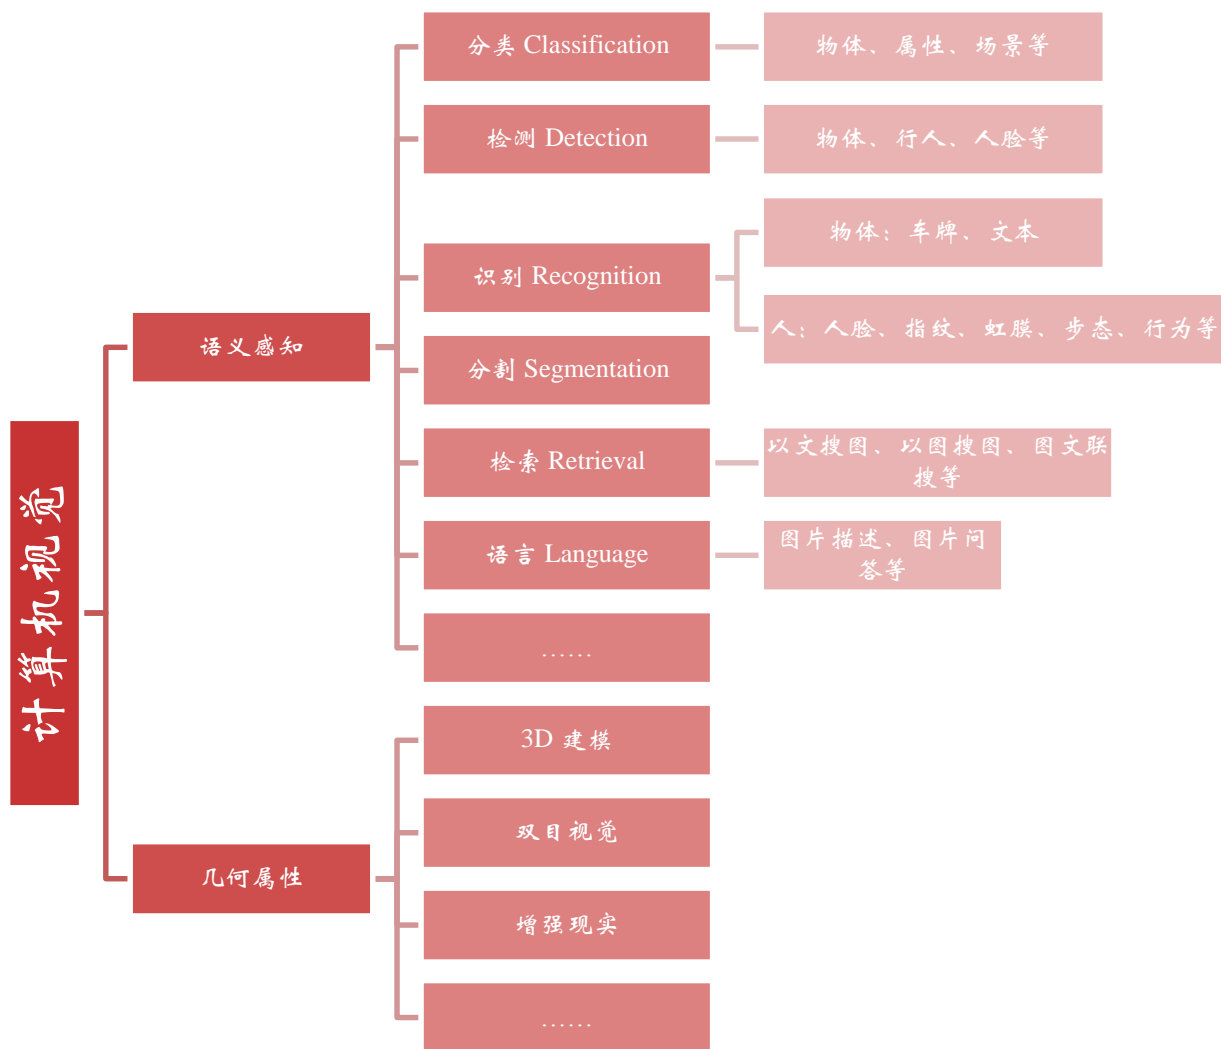 计算机视觉
语义感知
分类 Classification
物体、属性、场景等
检测 Detection
物体、行人、人脸等
识别 Recognition
物体：车牌、文本
人：人脸、指纹、虹膜、步态、行为等
分割 Segmentation
检索 Retrieval
以文搜图、以图搜图、图文联
搜等
语言 Language
图片描述、图片问
答等
……
几何属性
3D 建模
双目视觉
增强现实
……